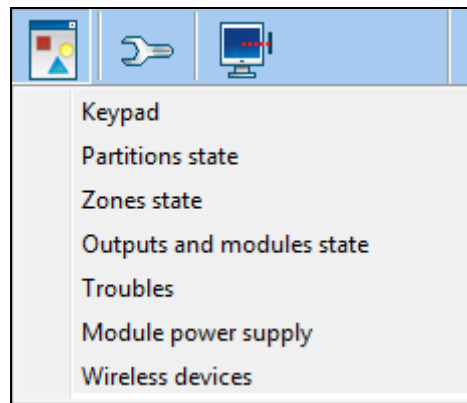 Keypad
Partitions state
Zones state
Outputs and modules state
Troubles
Module power supply
Wireless devices